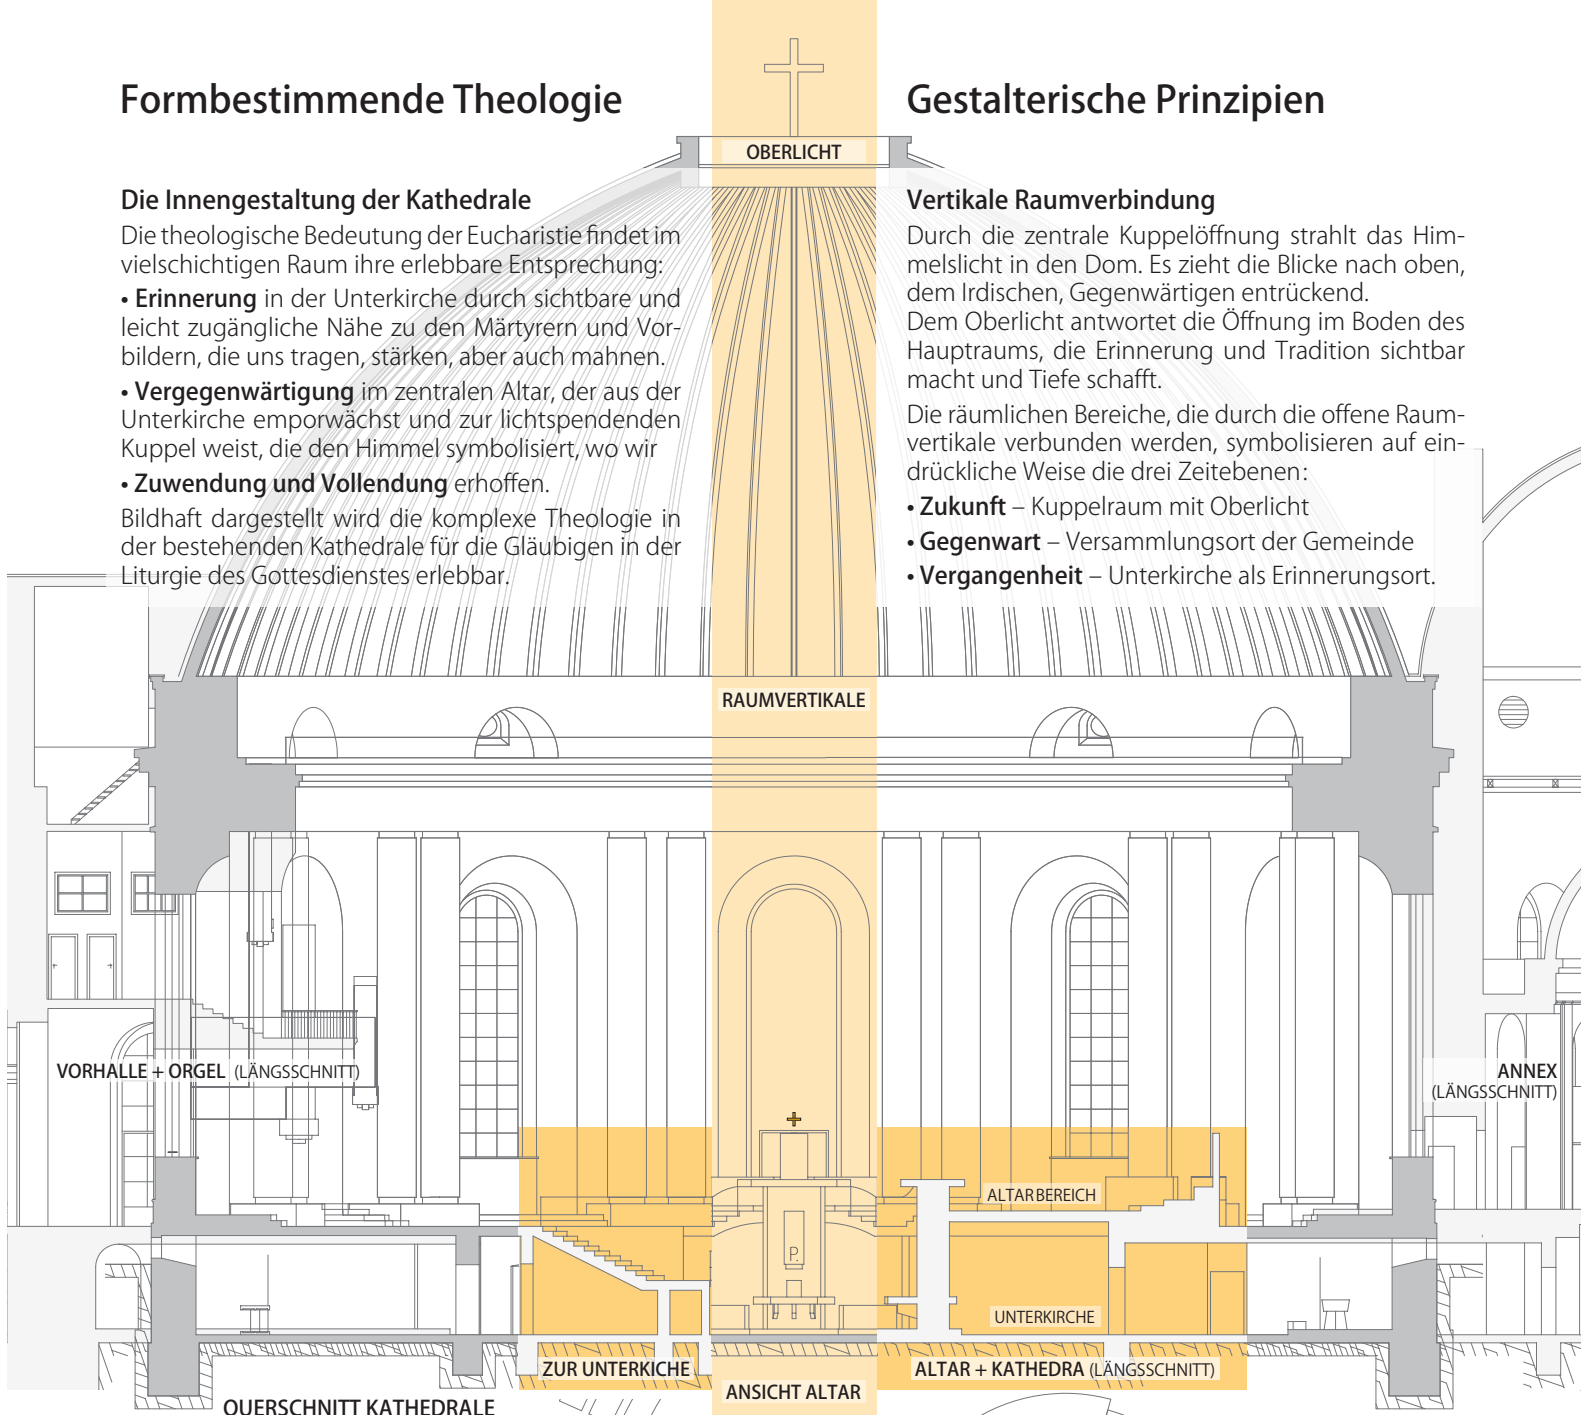 Formbestimmende Theologie
Die Innengestaltung der Kathedrale
Die theologische Bedeutung der Eucharistie findet im
vielschichtigen Raum ihre erlebbare Entsprechung:
• Erinnerung in der Unterkirche durch sichtbare und
leicht zugängliche Nähe zu den Märtyrern und Vor-
bildern, die uns tragen, stärken, aber auch mahnen.
• Vergegenwärtigung im zentralen Altar, der aus der
Unterkirche emporwächst und zur lichtspendenden
Kuppel weist, die den Himmel symbolisiert, wo wir
• Zuwendung und Vollendung erhoffen.
Bildhaft dargestellt wird die komplexe Theologie in
der bestehenden Kathedrale für die Gläubigen in der
Liturgie des Gottesdienstes erlebbar.
Gestalterische Prinzipien
Vertikale Raumverbindung
Durch die zentrale Kuppelöffnung strahlt das Him-
melslicht in den Dom. Es zieht die Blicke nach oben,
dem Irdischen, Gegenwärtigen entrückend.
Dem Oberlicht antwortet die Öffnung im Boden des
Hauptraums, die Erinnerung und Tradition sichtbar
macht und Tiefe schafft.
Die räumlichen Bereiche, die durch die offene Raum-
vertikale verbunden werden, symbolisieren auf ein-
drückliche Weise die drei Zeitebenen:
• Zukunft – Kuppelraum mit Oberlicht
• Gegenwart – Versammlungsort der Gemeinde
• Vergangenheit – Unterkirche als Erinnerungsort.
OBERLICHT
RAUMVERTIKALE
VORHALLE + ORGEL (LÄNGSSCHNITT)
ANNEX
(LÄNGSSCHNITT)
ALTARBEREICH
P.
UNTERKIRCHE
ZUR UNTERKICHE
ALTAR + KATHEDRA (LÄNGSSCHNITT)
ANSICHT ALTAR
QUERSCHNITT KATHEDRALE